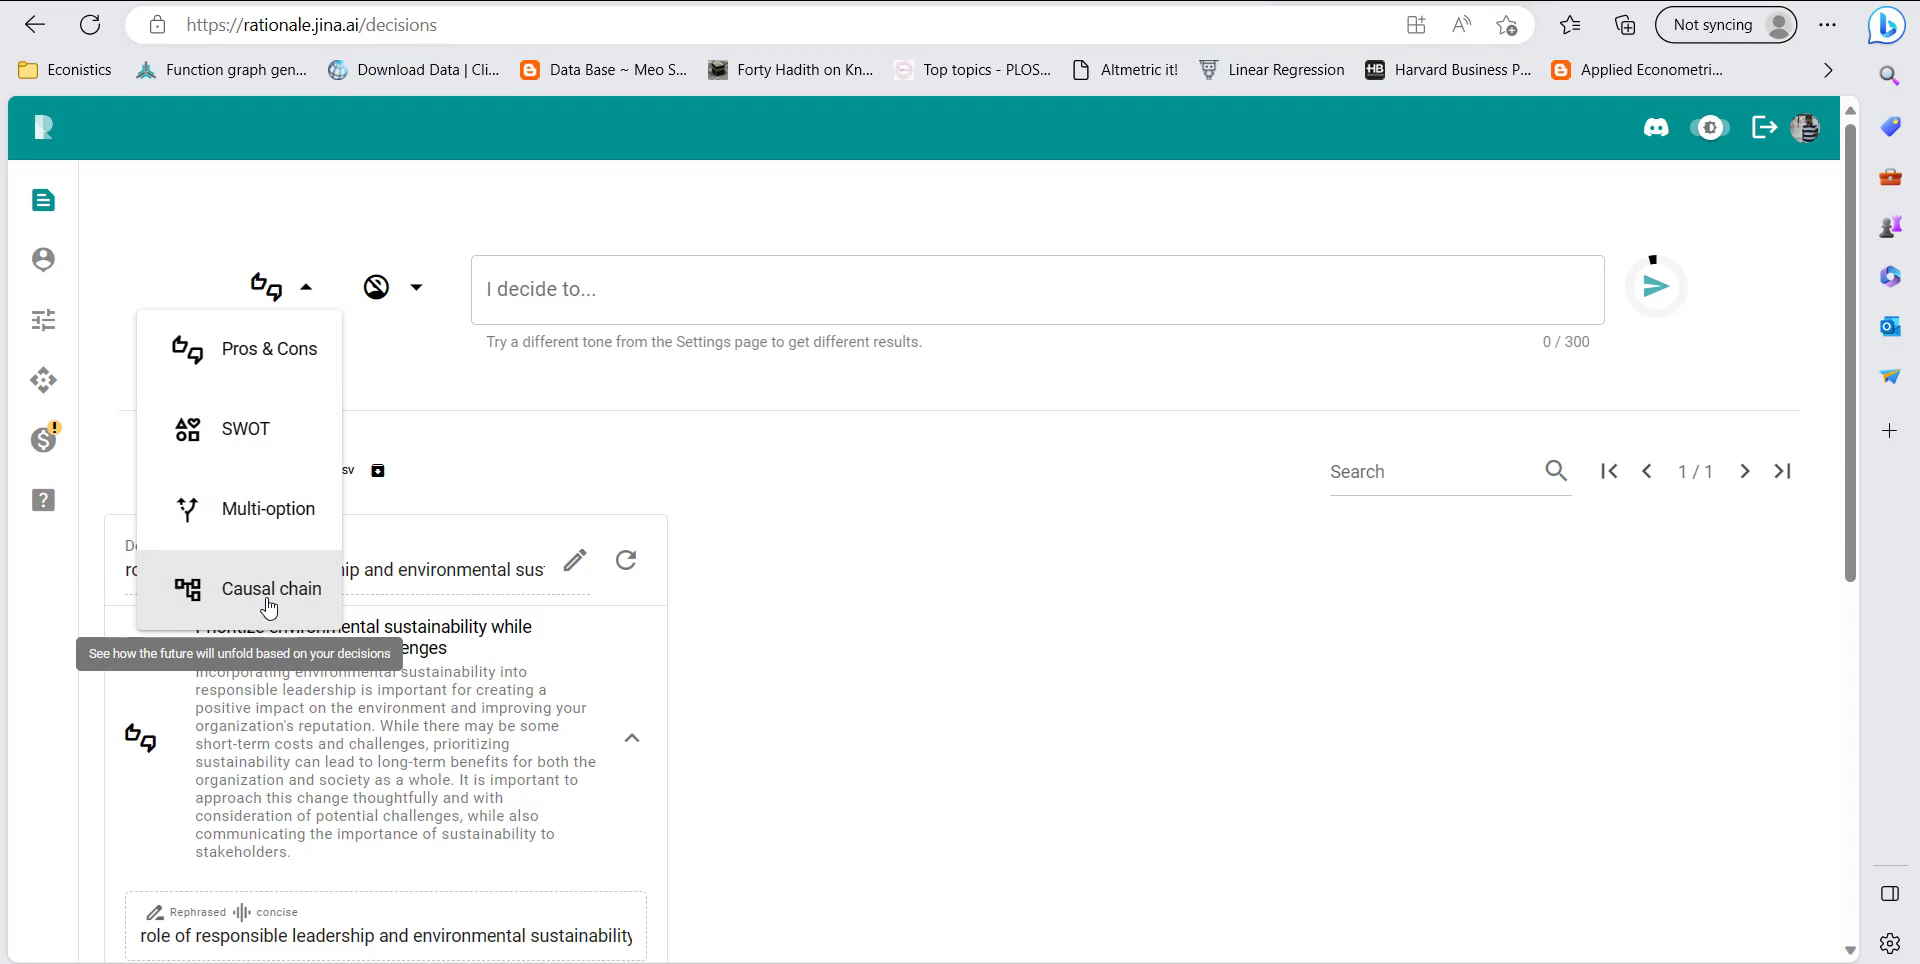 https://rationale.jina.ai/decisions
Not syncing
Econistics
Function graph gen...
Download Data | Cli...
Data Base ~ Meo S...
Forty Hadith on Kn...
Top topics - PLOS...
Altmetric it!
Linear Regression
HB
Harvard Business P...
Applied Econometri...
I decide to...
Try a different tone from the Settings page to get different results.
0 / 300
Pros & Cons
SWOT
Multi-option
Causal chain
See how the future will unfold based on your decisions
sv
Search
1 / 1
ip and environmental sus
ental sustainability while
enges
Incorporating environmental sustainability into
responsible leadership is important for creating a
positive impact on the environment and improving your
organization's reputation. While there may be some
short-term costs and challenges, prioritizing
sustainability can lead to long-term benefits for both the
organization and society as a whole. It is important to
approach this change thoughtfully and with
consideration of potential challenges, while also
communicating the importance of sustainability to
stakeholders.
Rephrased concise
role of responsible leadership and environmental sustainability